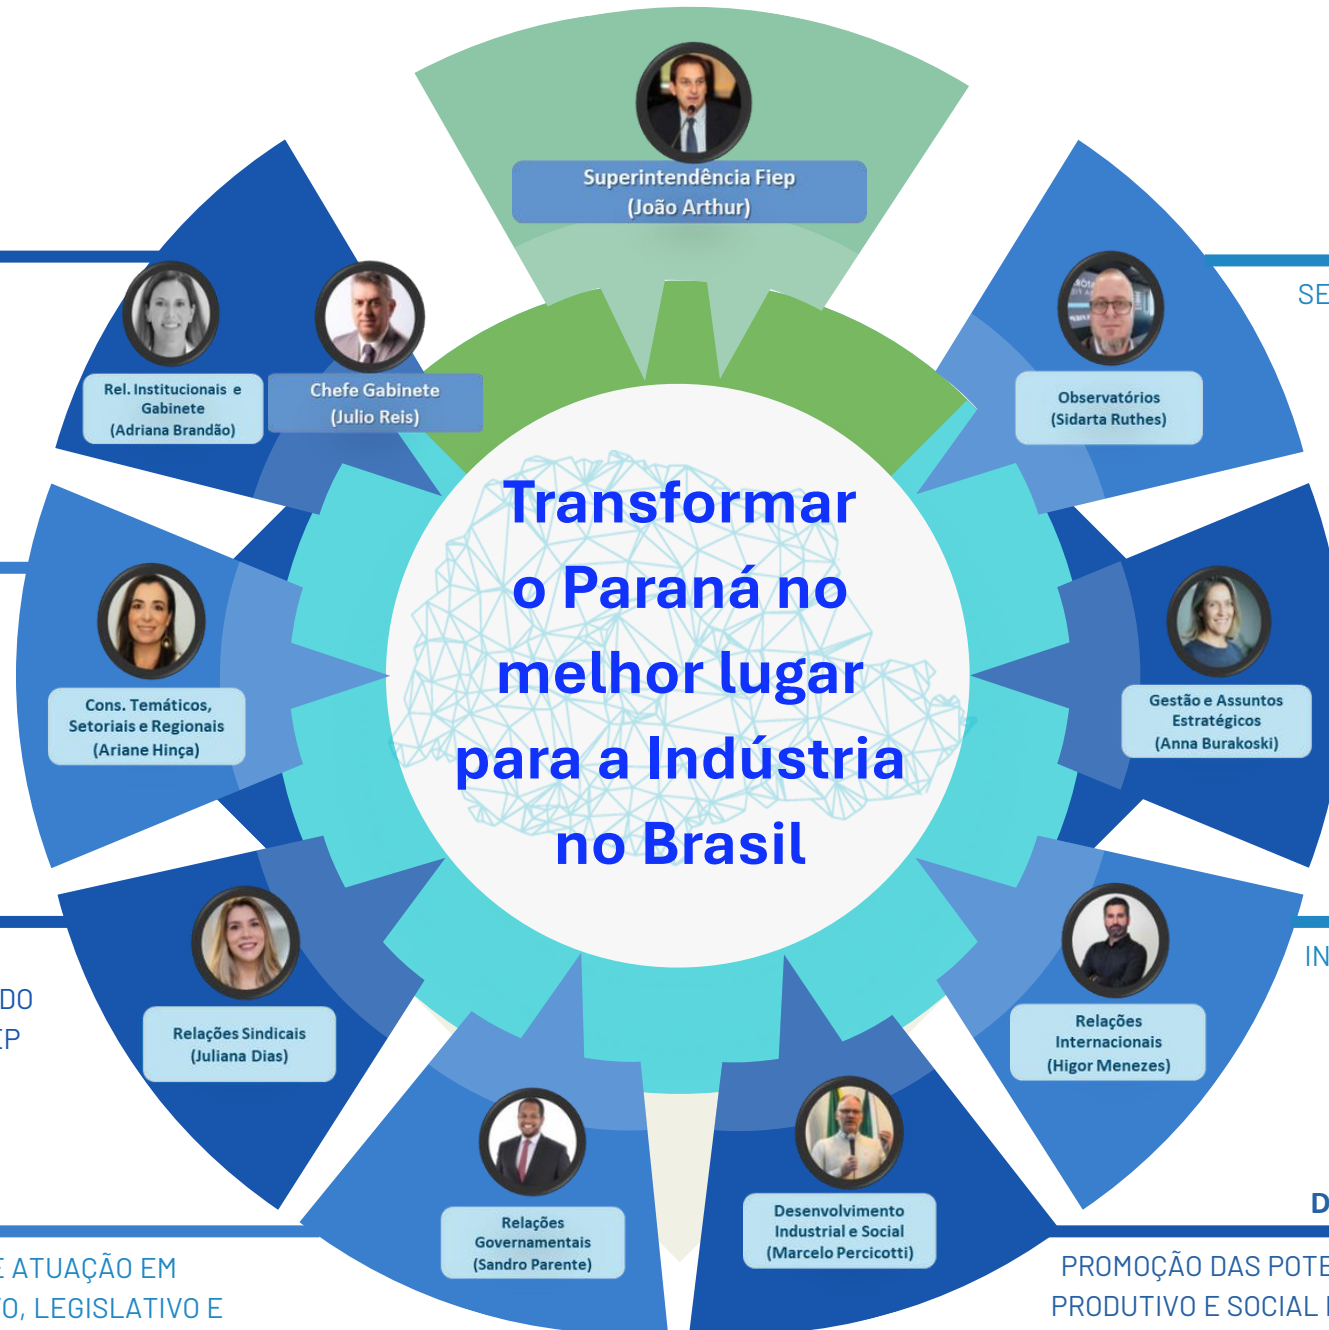 Superintendência Fiep
(João Arthur)
Rel. Institucionais e
Gabinete
(Adriana Brandão)
Chefe Gabinete
(Julio Reis)
Observatórios
(Sidarta Ruthes)
SE
Transformar
o Paraná no
melhor lugar
para a Indústria
no Brasil
Cons. Temáticos,
Setoriais e Regionais
(Ariane Hinça)
Gestão e Assuntos
Estratégicos
(Anna Burakoski)
Relações Sindicais
(Juliana Dias)
DO
EP
Relações
Internacionais
(Higor Menezes)
IN
Relações
Governamentais
(Sandro Parente)
Desenvolvimento
Industrial e Social
(Marcelo Percicotti)
E ATUAÇÃO EM
O, LEGISLATIVO E
D
PROMOÇÃO DAS POTE
PRODUTIVO E SOCIAL